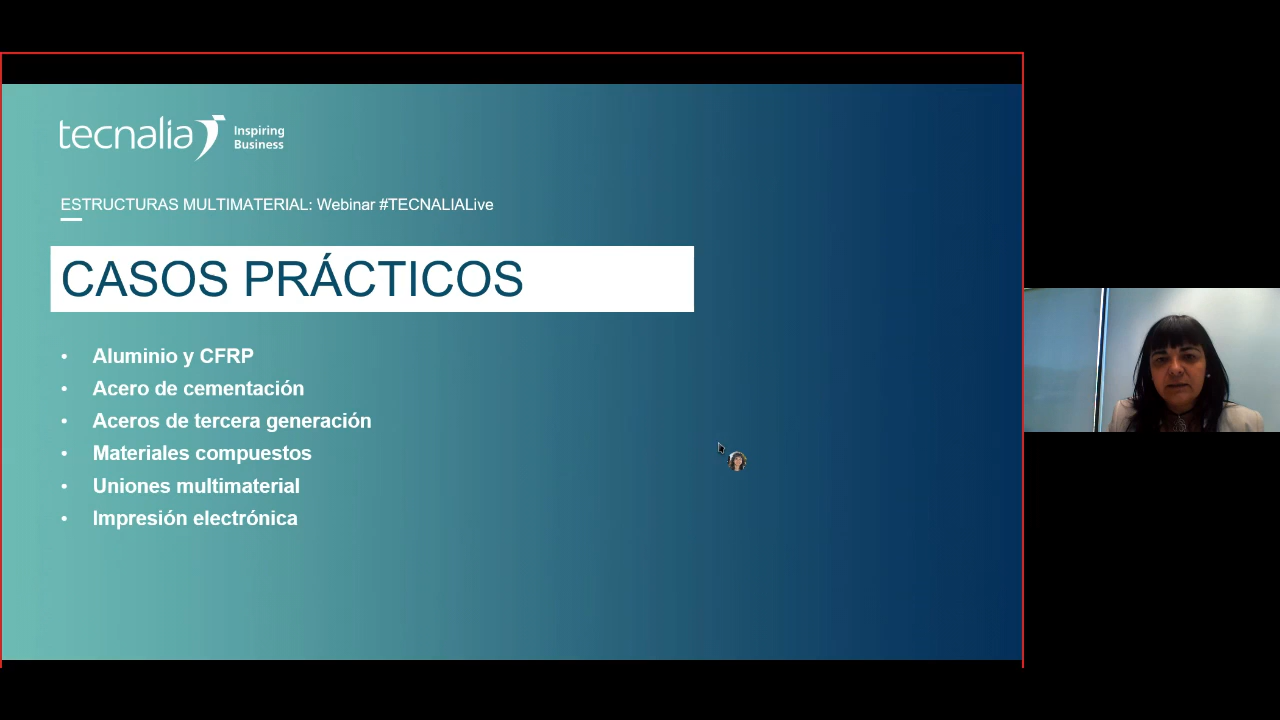 tecnalia
Inspiring
Business
ESTRUCTURAS MULTIMATERIAL: Webinar #TECNALIALive
CASOS PRÁCTICOS
• Aluminio y CFRP
• Acero de cementación
• Aceros de tercera generación
• Materiales compuestos
• Uniones multimaterial
• Impresión electrónica